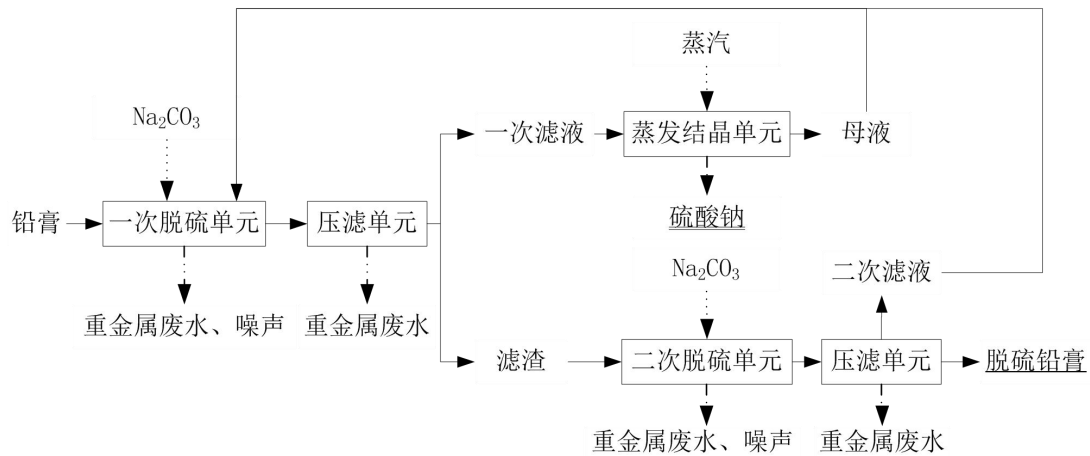 蒸汽
Na₂CO₃
一次滤液
蒸发结晶单元
母液
铅膏
一次脱硫单元
压滤单元
硫酸钠
Na₂CO₃
二次滤液
重金属废水、噪声
重金属废水
滤渣
二次脱硫单元
压滤单元
脱硫铅膏
重金属废水、噪声
重金属废水